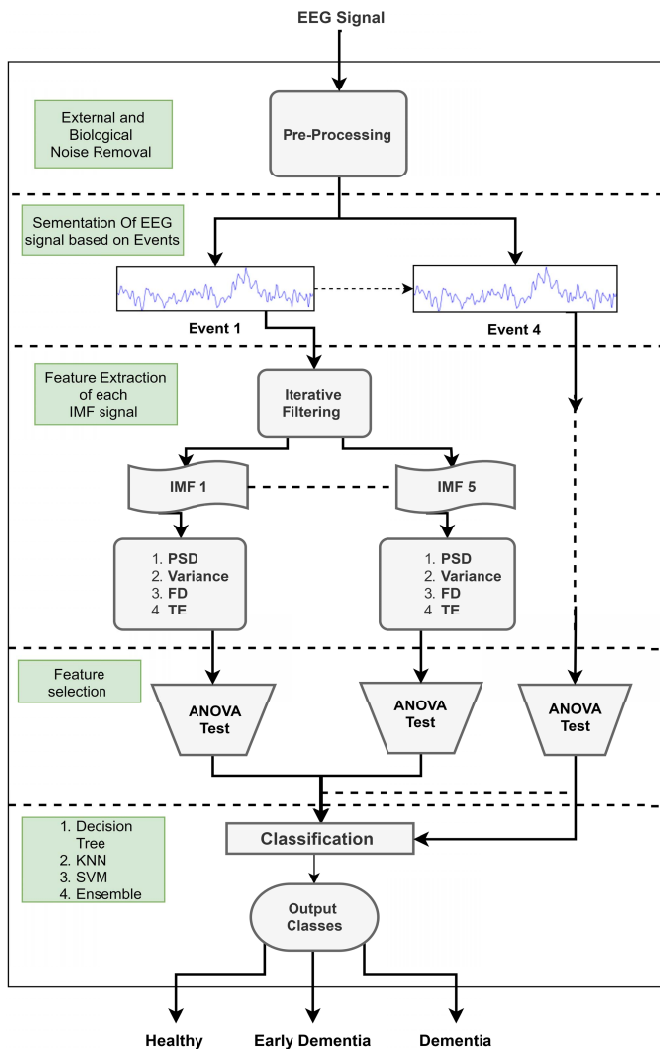 EEG Signal
External and
Biological
Noise Removal
Pre-Processing
Sementation Of EEG
signal based on Events
Event 1
Event 4
Feature Extraction
of each
IMF signal
Iterative
Filtering
IMF 1
IMF 5
1. PSD
2. Variance
3. FD
4. TE
1. PSD
2. Variance
3. FD
4. TE
Feature
selection
ANOVA
Test
ANOVA
Test
ANOVA
Test
1. Decision
Tree
2. KNN
3. SVM
4. Ensemble
Classification
Output
Classes
Healthy
Early Dementia
Dementia